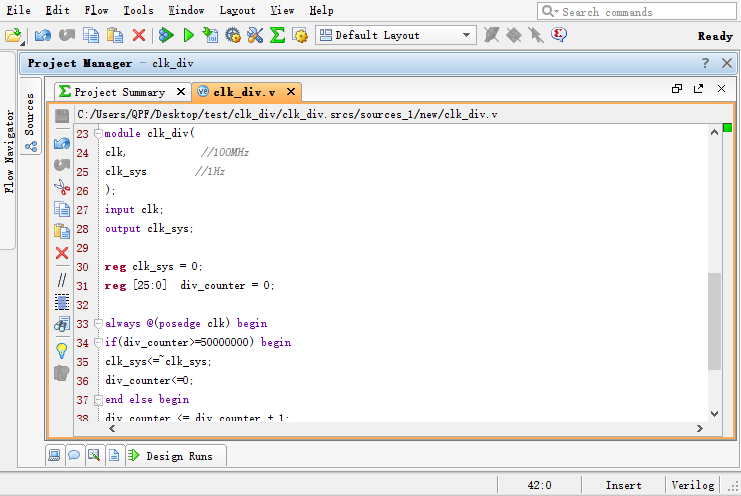 File Edit Flow Tools Window Layout View Help
Search commands
Default Layout
Ready
Project Manager - clk_div
Flow Navigator
Sources
Project Summary
clk_div.v
C:/Users/QPF/Desktop/test/clk_div/clk_div.srcs/sources_1/new/clk_div.v
23 module clk_div(
24 clk, //100MHz
25 clk_sys //1Hz
26 );
27 input clk;
28 output clk_sys;
29
30 reg clk_sys = 0;
31 reg [25:0] div_counter = 0;
32
33 always @(posedge clk) begin
34 if(div_counter>=50000000) begin
35 clk_sys<=~clk_sys;
36 div_counter<=0;
37 end else begin
38 div_counter <= div_counter + 1;
Design Runs
42:0 Insert Verilog